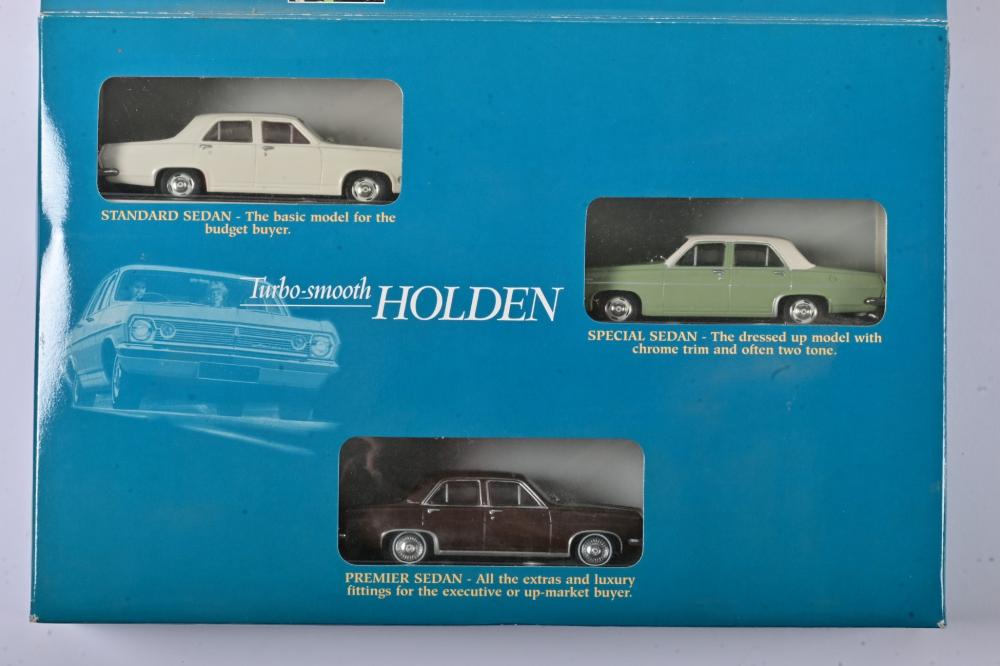 STANDARD SEDAN - The basic model for the
budget buyer.
Turbo-smooth HOLDEN
SPECIAL SEDAN - The dressed up model with
chrome trim and often two tone.
PREMIER SEDAN - All the extras and luxury
fittings for the executive or up-market buyer.